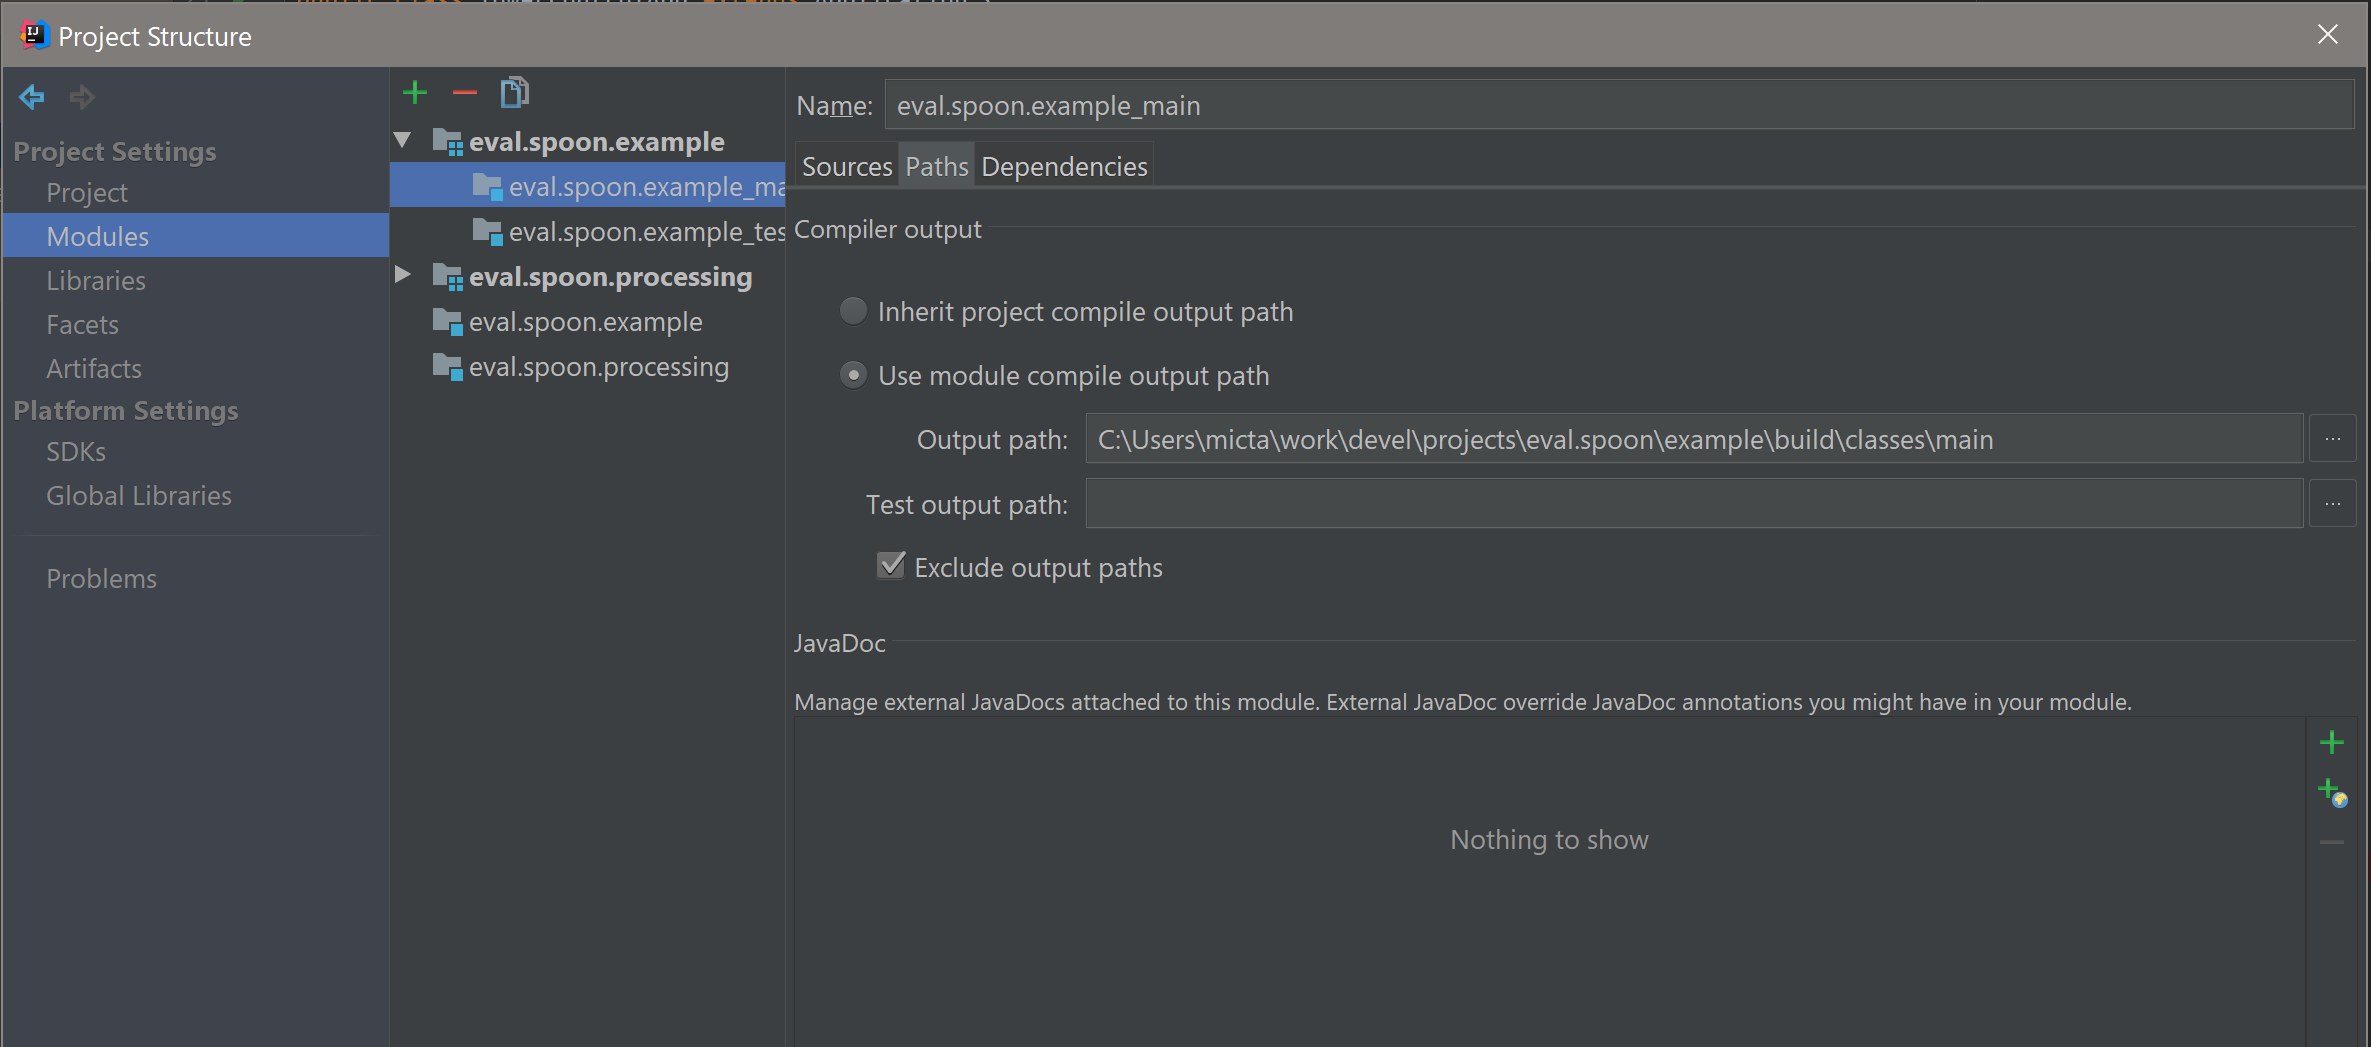 Project Structure
Project Settings
Project
Modules
Libraries
Facets
Artifacts
Platform Settings
SDKs
Global Libraries
Problems
eval.spoon.example
eval.spoon.example_ma
eval.spoon.example_tes
eval.spoon.processing
eval.spoon.example
eval.spoon.processing
Name: eval.spoon.example_main
Sources Paths Dependencies
Compiler output
Inherit project compile output path
Use module compile output path
Output path: C:\Users\micta\work\devel\projects\eval.spoon\example\build\classes\main ...
Test output path: ...
Exclude output paths
JavaDoc
Manage external JavaDocs attached to this module. External JavaDoc override JavaDoc annotations you might have in your module.
Nothing to show